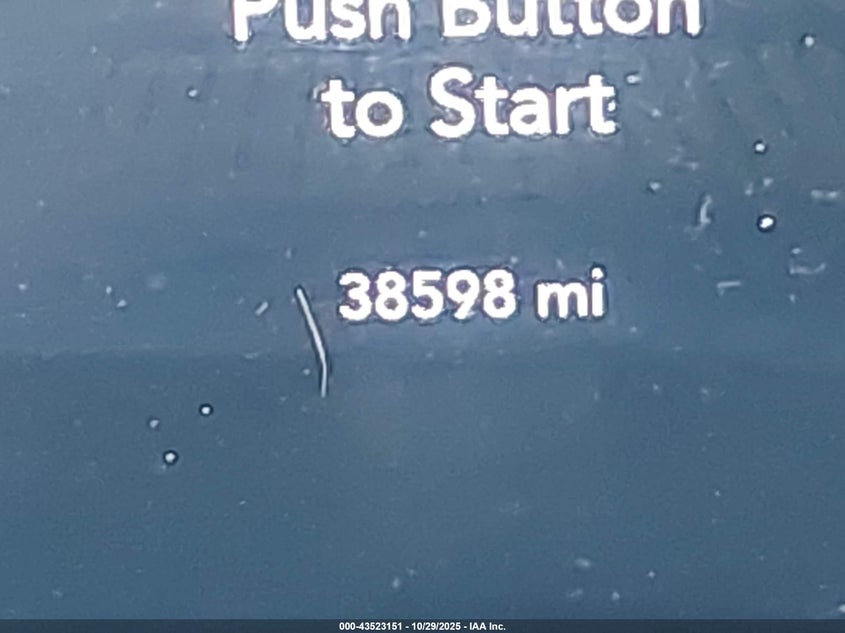 Push Button
to Start
38598 mi
000-43523151 - 10/29/2025 - IAA Inc.